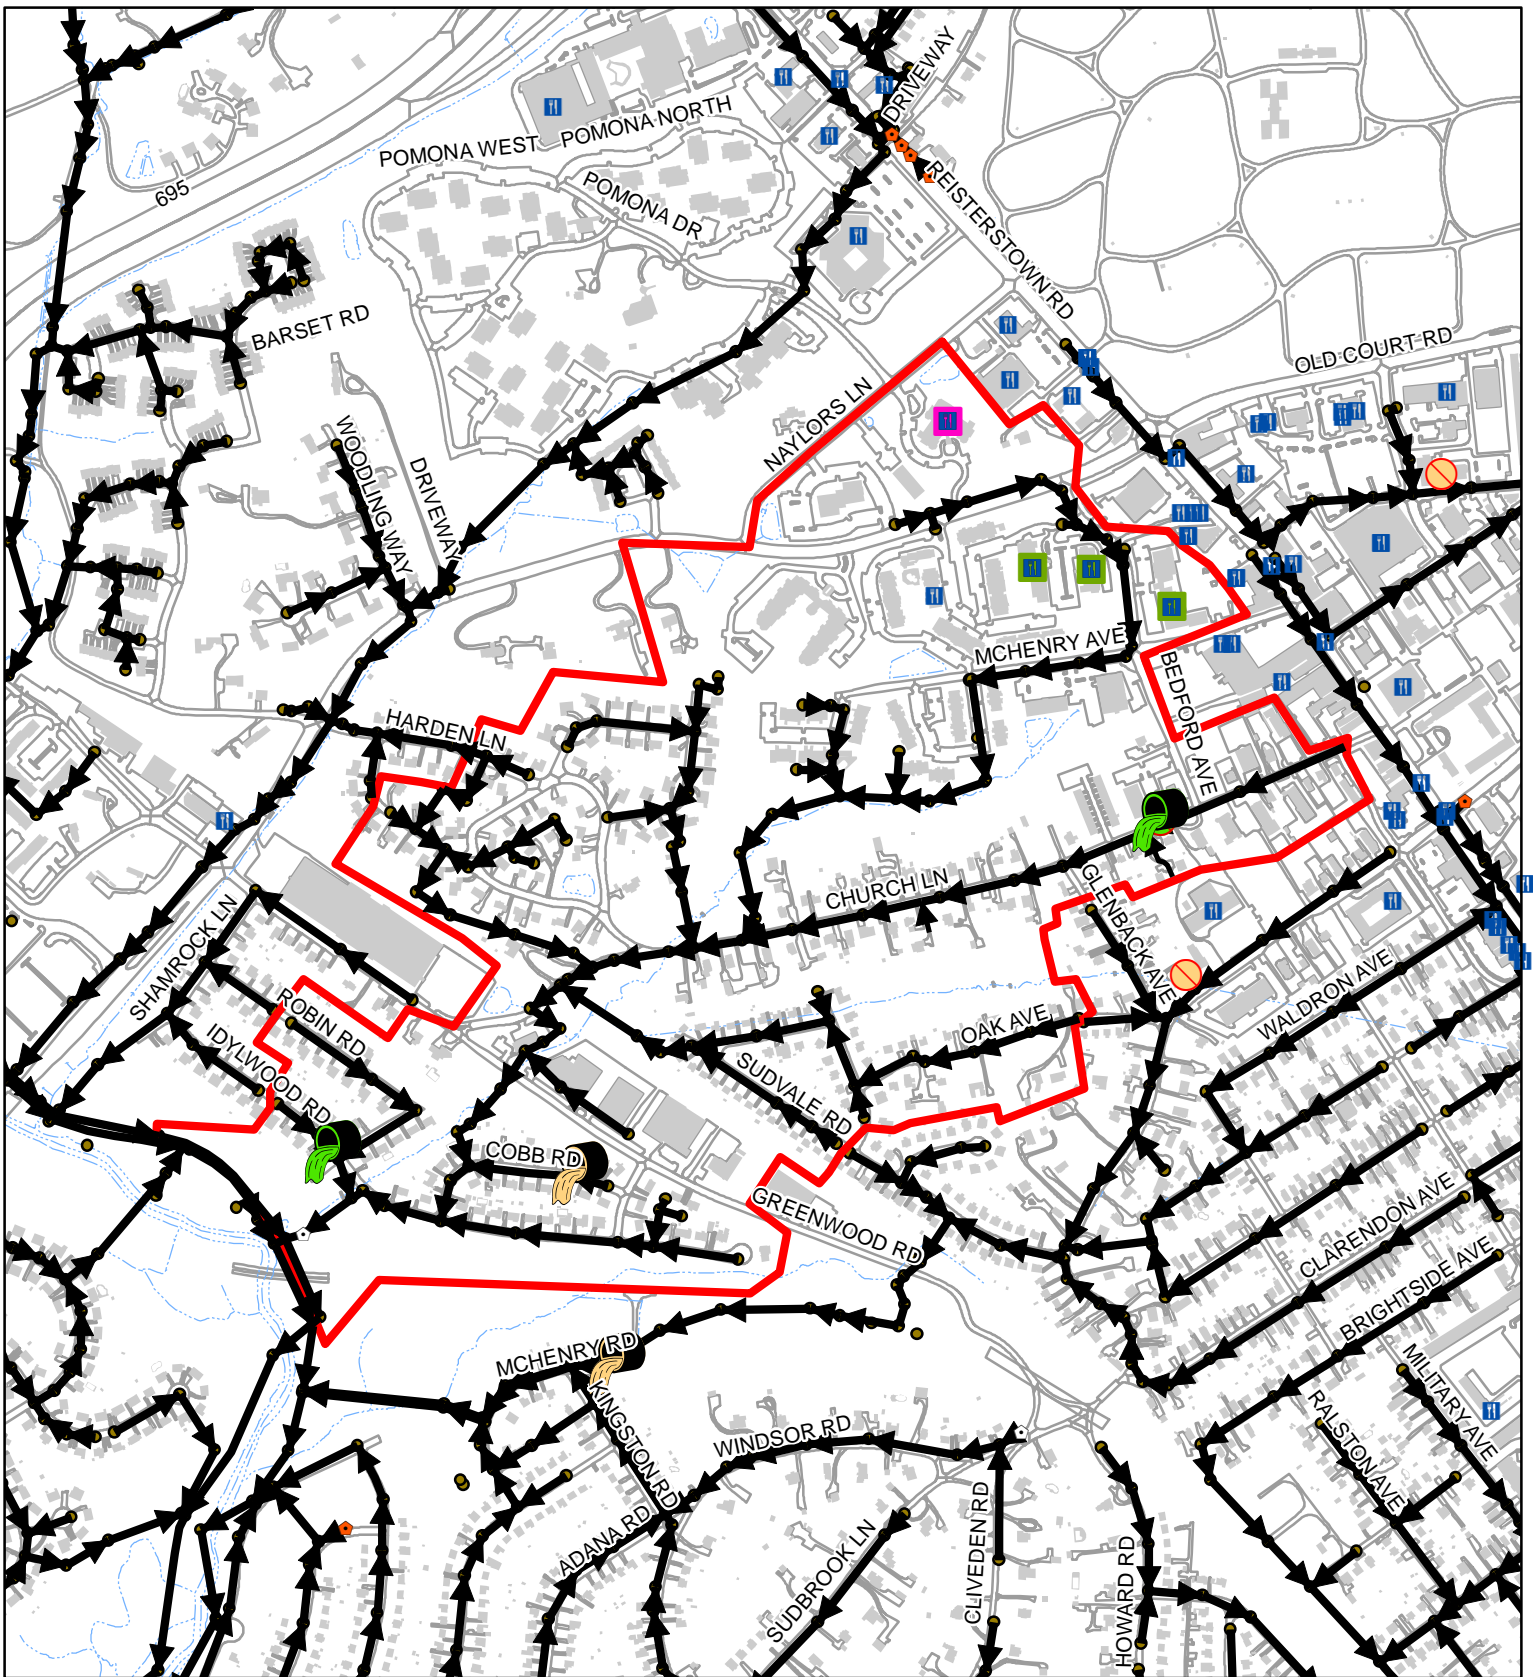 DRIVEWAY
POMONA NORTH
POMONA WEST
695
POMONA DR
REISTERSTOWN RD
BARSET RD
OLD COURT RD
NAYLORS LN
WOODLING WAY
DRIVEWAY
MCHENRY AVE
BEDFORD AVE
HARDEN LN
CHURCH LN
GLENBACK AVE
SHAMROCK LN
WALDRON AVE
ROBIN RD
OAK AVE
IDYLWOOD RD
SUDVALE RD
COBB RD
GREENWOOD RD
CLARENDON AVE
BRIGHTSIDE AVE
MCHENRY RD
MILITARY AVE
KINGSTON RD
RALSTON AVE
WINDSOR RD
ADANA RD
CLIVEDEN RD
SUDBROOK LN
HOWARD RD